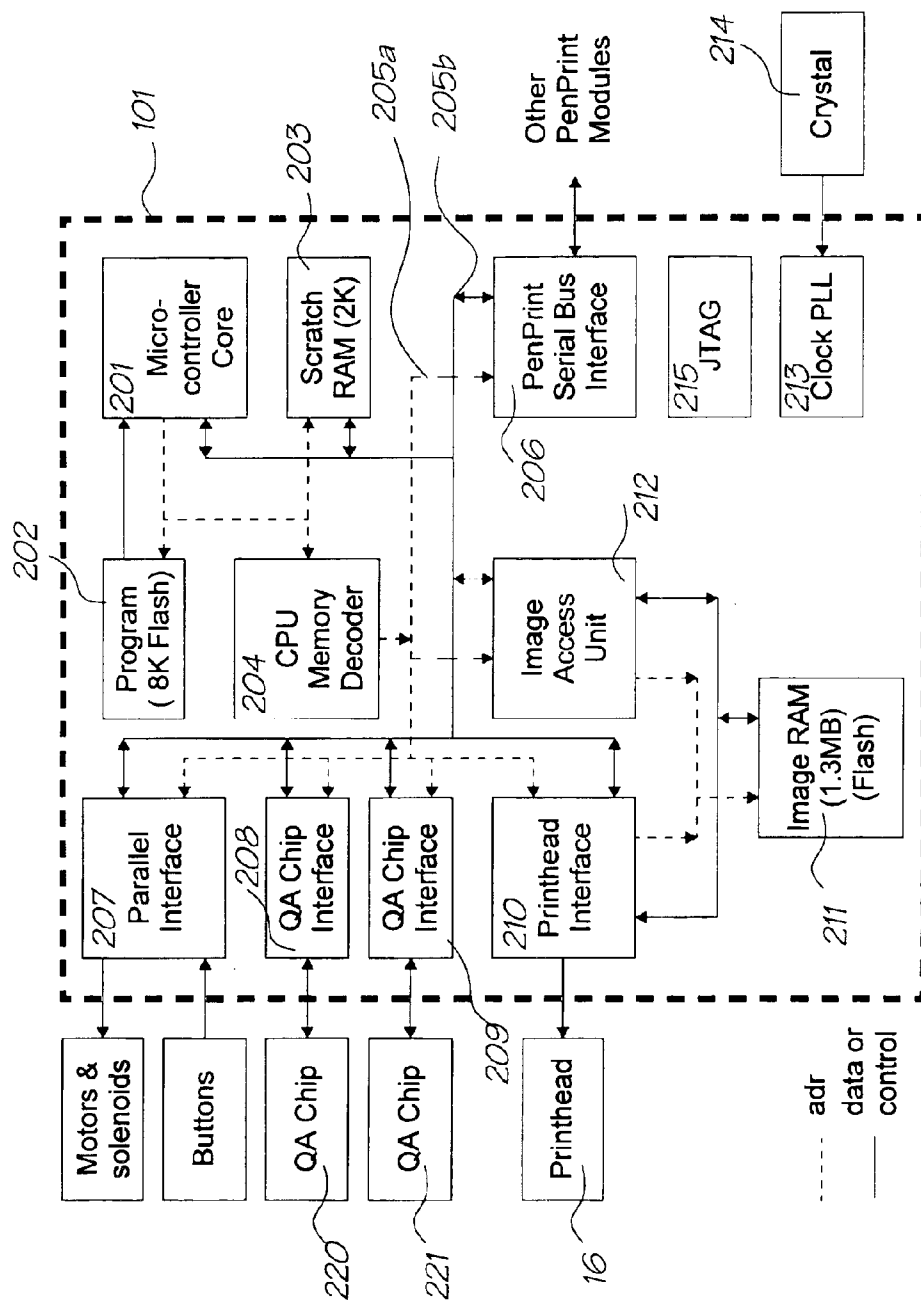 Motors &
solenoids
Buttons
QA Chip
220
QA Chip
221
Printhead
16
adr
data or
control
101
202
207
Parallel
Interface
208
QA Chip
Interface
QA Chip
Interface
209
210
Printhead
Interface
Program
( 8K Flash)
204
CPU
Memory
Decoder
Image
Access
Unit
212
Image RAM
(1.3MB)
(Flash)
211
201
Micro-
controller
Core
203
Scratch
RAM (2K)
205a
205b
PenPrint
Serial Bus
Interface
206
215
JTAG
213
Clock PLL
Other
PenPrint
Modules
214
Crystal